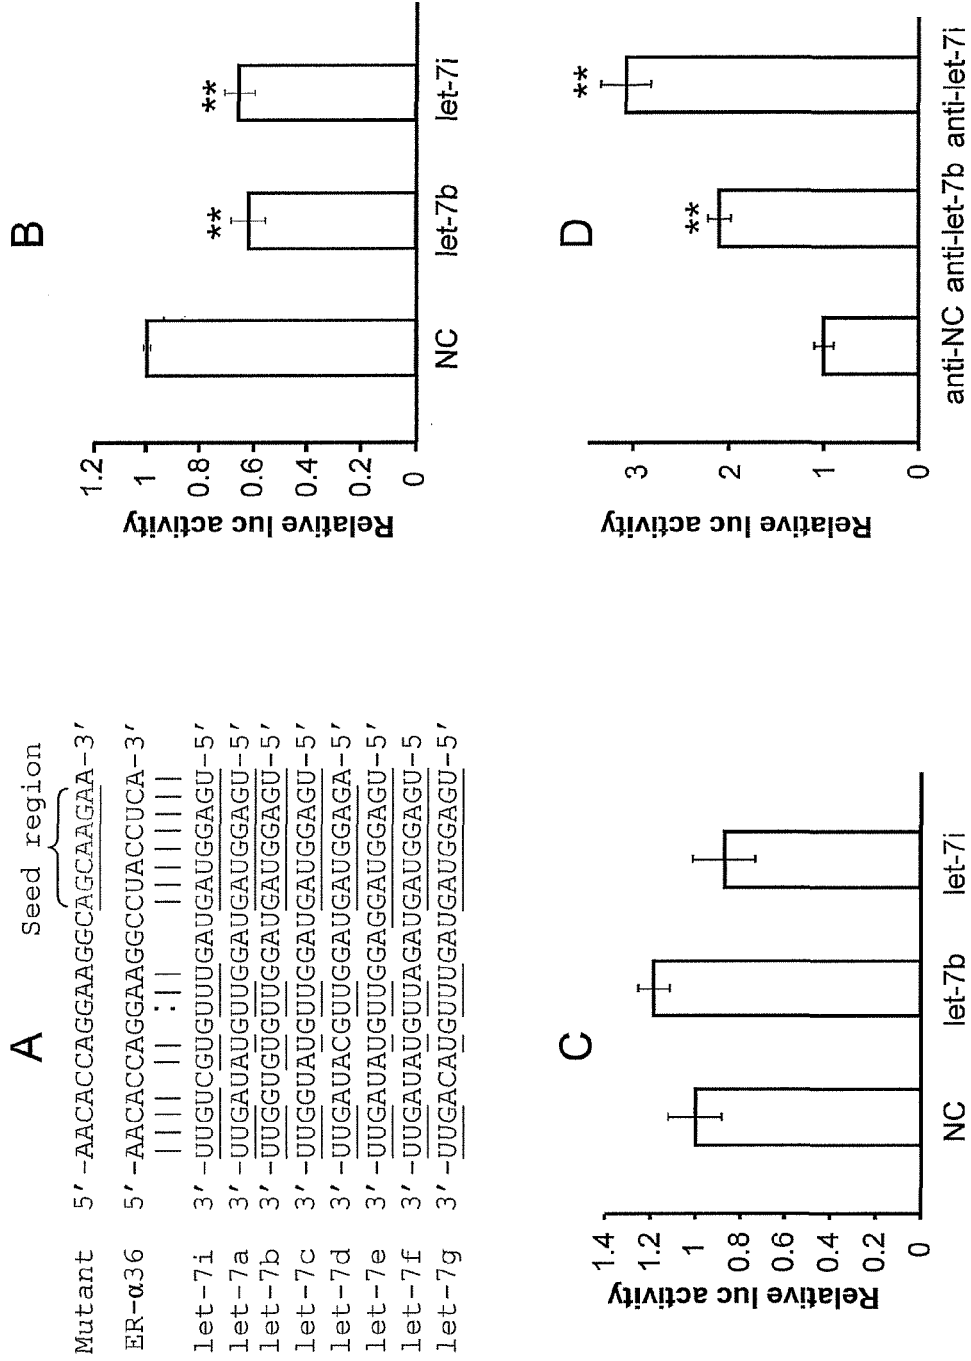 A
Seed region
Mutant 5'-AACACCAGGAAGGCAGCAAGAA-3'
ER-α36 5'-AACACCAGGAAGGCCUACCUCA-3'
let-7i 3'-UUGUCGUGUUUGAUGAUGGAGU-5'
let-7a 3'-UUGAUAUGUUGGAUGAUGGAGU-5'
let-7b 3'-UUGGUGUGUUGGAUGAUGGAGU-5'
let-7c 3'-UUGGUAUGUUGGAUGAUGGAGU-5'
let-7d 3'-UUGAUACGUUGGAUGAUGGAGA-5'
let-7e 3'-UUGAUAUGUUGGAGGAUGGAGU-5'
let-7f 3'-UUGAUAUGUUAGAUGAUGGAGU-5
let-7g 3'-UUGACAUGUUUGAUGAUGGAGU-5'
B
Relative luc activity
1.2
1
0.8
0.6
0.4
0.2
0
** **
NC let-7b let-7i
C
Relative luc activity
1.4
1.2
1
0.8
0.6
0.4
0.2
0
NC let-7b let-7i
D
Relative luc activity
3
2
1
0
** **
anti-NC anti-let-7b anti-let-7i